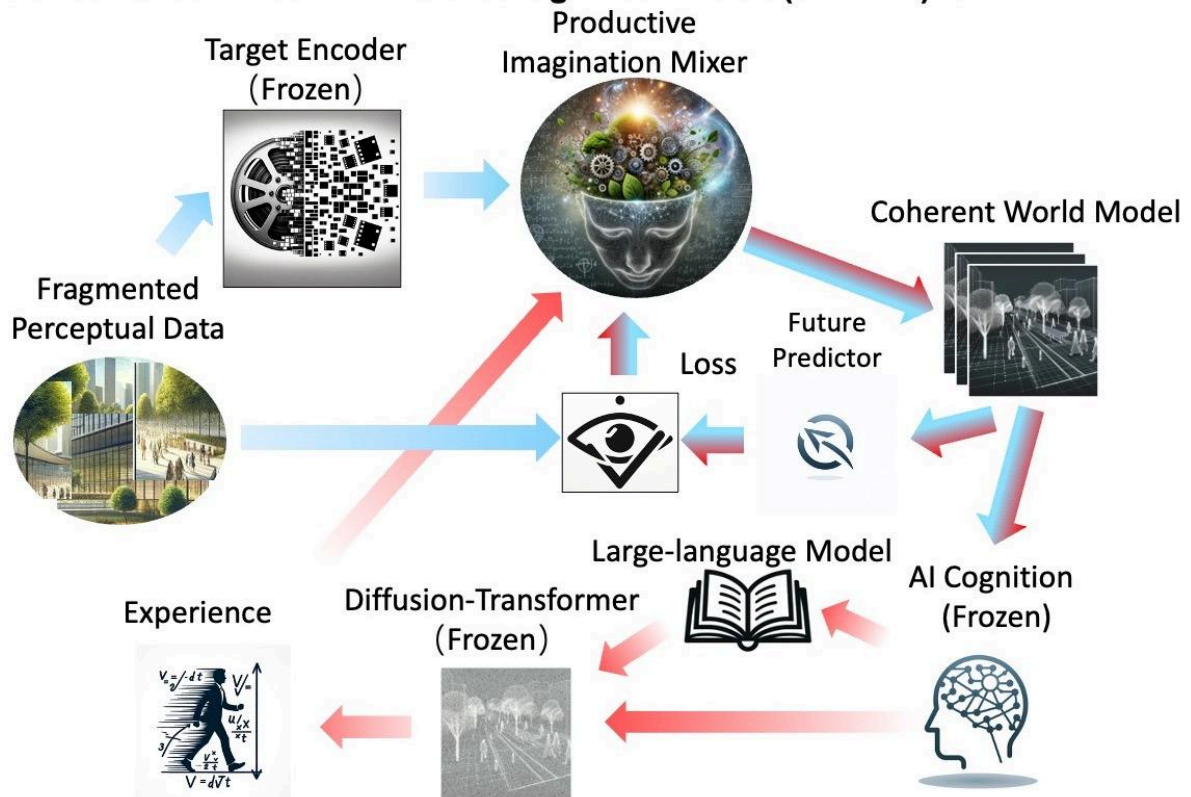 Productive
Imagination Mixer
Target Encoder
(Frozen)
Coherent World Model
Fragmented
Perceptual Data
Future
Predictor
Loss
Large-language Model
AI Cognition
(Frozen)
Diffusion-Transformer
(Frozen)
Experience
V = dv̄t